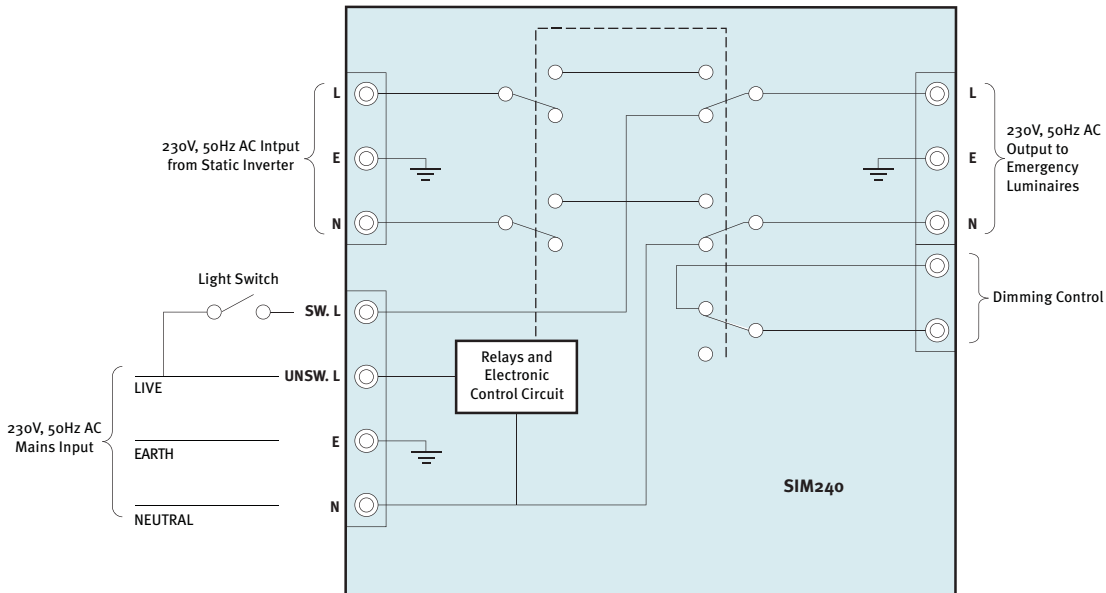 L
230V, 50Hz AC Intput
from Static Inverter
E
N
L
230V, 50Hz AC
Output to
Emergency
Luminaires
E
N
Dimming Control
Light Switch
SW. L
UNSW. L
LIVE
230V, 50Hz AC
Mains Input
E
EARTH
N
NEUTRAL
Relays and
Electronic
Control Circuit
SIM240